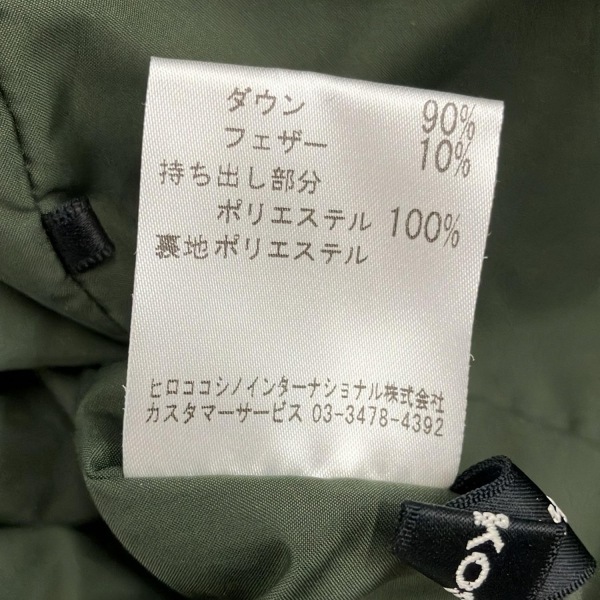 ダウン 90%
フェザー 10%
持ち出し部分
ポリエステル 100%
裏地ポリエステル
ヒロココシノインターナショナル株式会社
カスタマーサービス 03-3478-4392